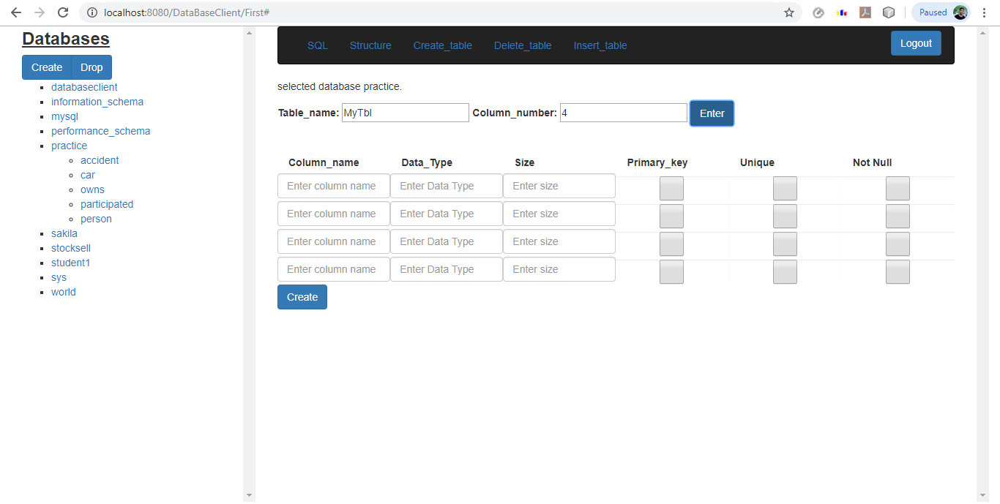 localhost:8080/DataBaseClient/First#
Paused
Databases
Create Drop
databaseclient
information_schema
mysql
performance_schema
practice
accident
car
owns
participated
person
sakila
stocksell
student1
sys
world
SQL Structure Create_table Delete_table Insert_table Logout
selected database practice.
Table_name: MyTbl Column_number: 4 Enter
Column_name Data_Type Size Primary_key Unique Not Null
Enter column name Enter Data Type Enter size
Enter column name Enter Data Type Enter size
Enter column name Enter Data Type Enter size
Enter column name Enter Data Type Enter size
Create